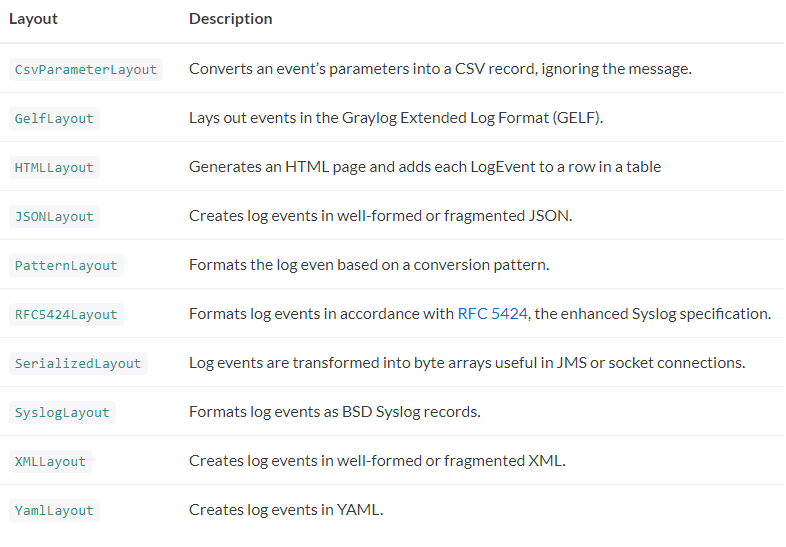 Layout Description
CsvParameterLayout Converts an event’s parameters into a CSV record, ignoring the message.
GelfLayout Lays out events in the Graylog Extended Log Format (GELF).
HTMLLayout Generates an HTML page and adds each LogEvent to a row in a table
JSONLayout Creates log events in well-formed or fragmented JSON.
PatternLayout Formats the log even based on a conversion pattern.
RFC5424Layout Formats log events in accordance with RFC 5424, the enhanced Syslog specification.
SerializedLayout Log events are transformed into byte arrays useful in JMS or socket connections.
SyslogLayout Formats log events as BSD Syslog records.
XMLLayout Creates log events in well-formed or fragmented XML.
YamlLayout Creates log events in YAML.